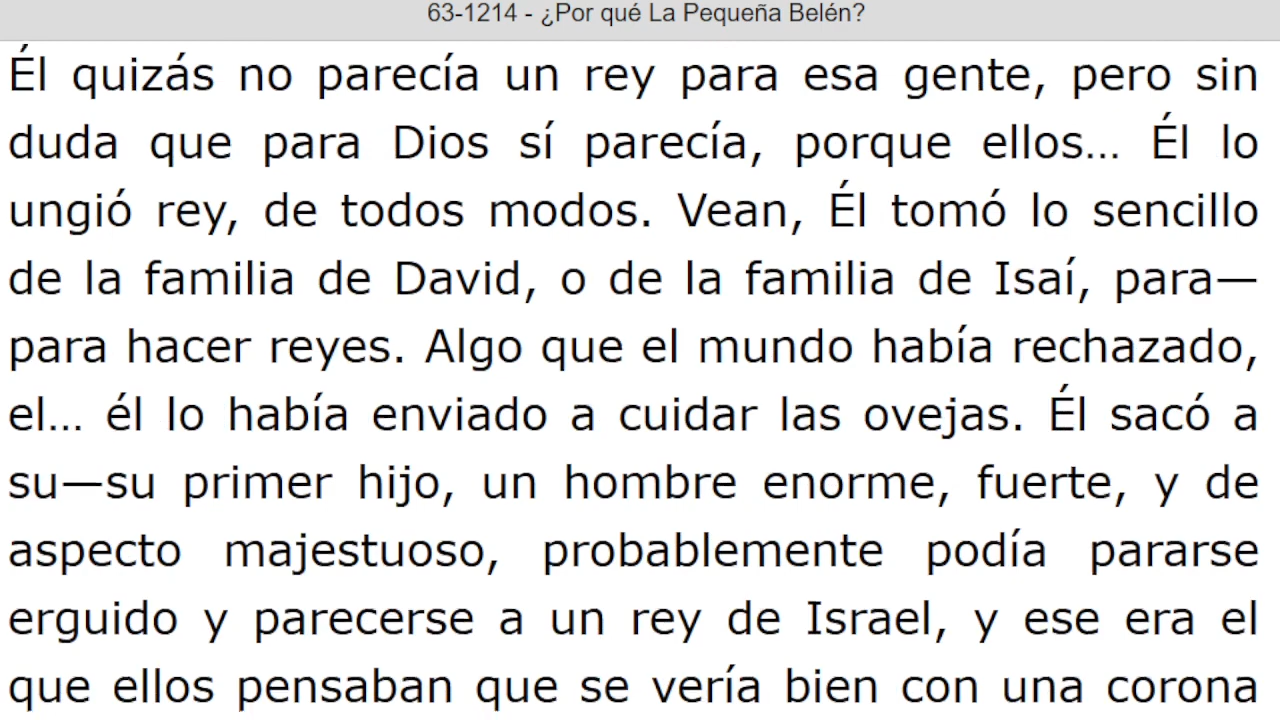 63-1214 - ¿Por qué La Pequeña Belén?
Él quizás no parecía un rey para esa gente, pero sin
duda que para Dios sí parecía, porque ellos... Él lo
ungió rey, de todos modos. Vean, Él tomó lo sencillo
de la familia de David, o de la familia de Isaí, para—
para hacer reyes. Algo que el mundo había rechazado,
el... él lo había enviado a cuidar las ovejas. Él sacó a
su—su primer hijo, un hombre enorme, fuerte, y de
aspecto majestuoso, probablemente podía pararse
erguido y parecerse a un rey de Israel, y ese era el
que ellos pensaban que se vería bien con una corona